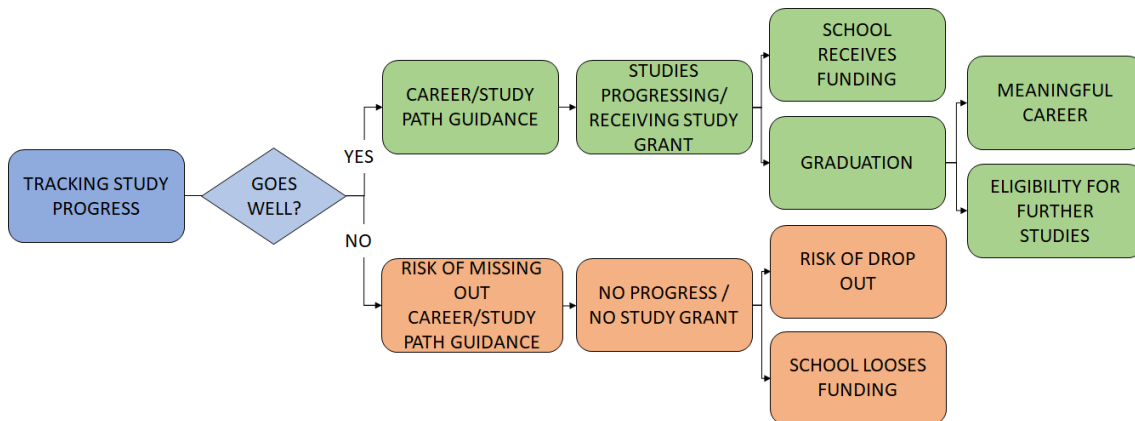 TRACKING STUDY
PROGRESS
GOES
WELL?
YES
NO
CAREER/STUDY
PATH GUIDANCE
STUDIES
PROGRESSING/
RECEIVING STUDY
GRANT
SCHOOL
RECEIVES
FUNDING
GRADUATION
MEANINGFUL
CAREER
ELIGIBILITY FOR
FURTHER
STUDIES
RISK OF MISSING
OUT
CAREER/STUDY
PATH GUIDANCE
NO PROGRESS /
NO STUDY GRANT
RISK OF DROP
OUT
SCHOOL LOOSES
FUNDING